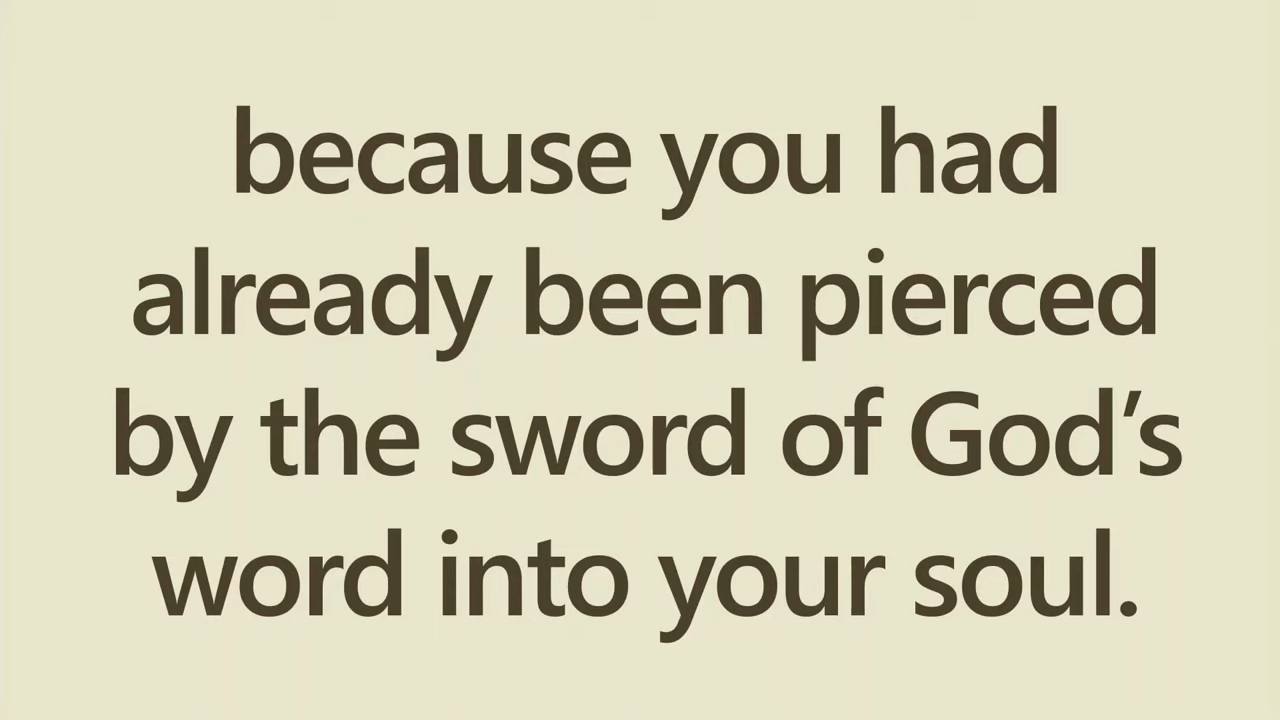 because you had
already been pierced
by the sword of God’s
word into your soul.